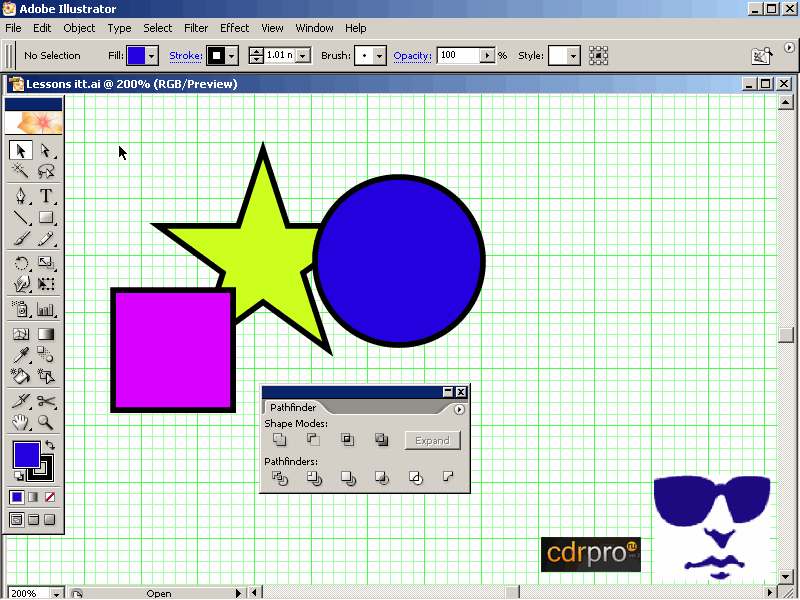 Adobe Illustrator
File Edit Object Type Select Filter Effect View Window Help
No Selection Fill: Stroke: 1.01 n Brush: Opacity: 100 % Style:
Lessons itt.ai @ 200% (RGB/Preview)
T
Pathfinder
Shape Modes:
Expand
Pathfinders:
cdrpro ru
200% Open